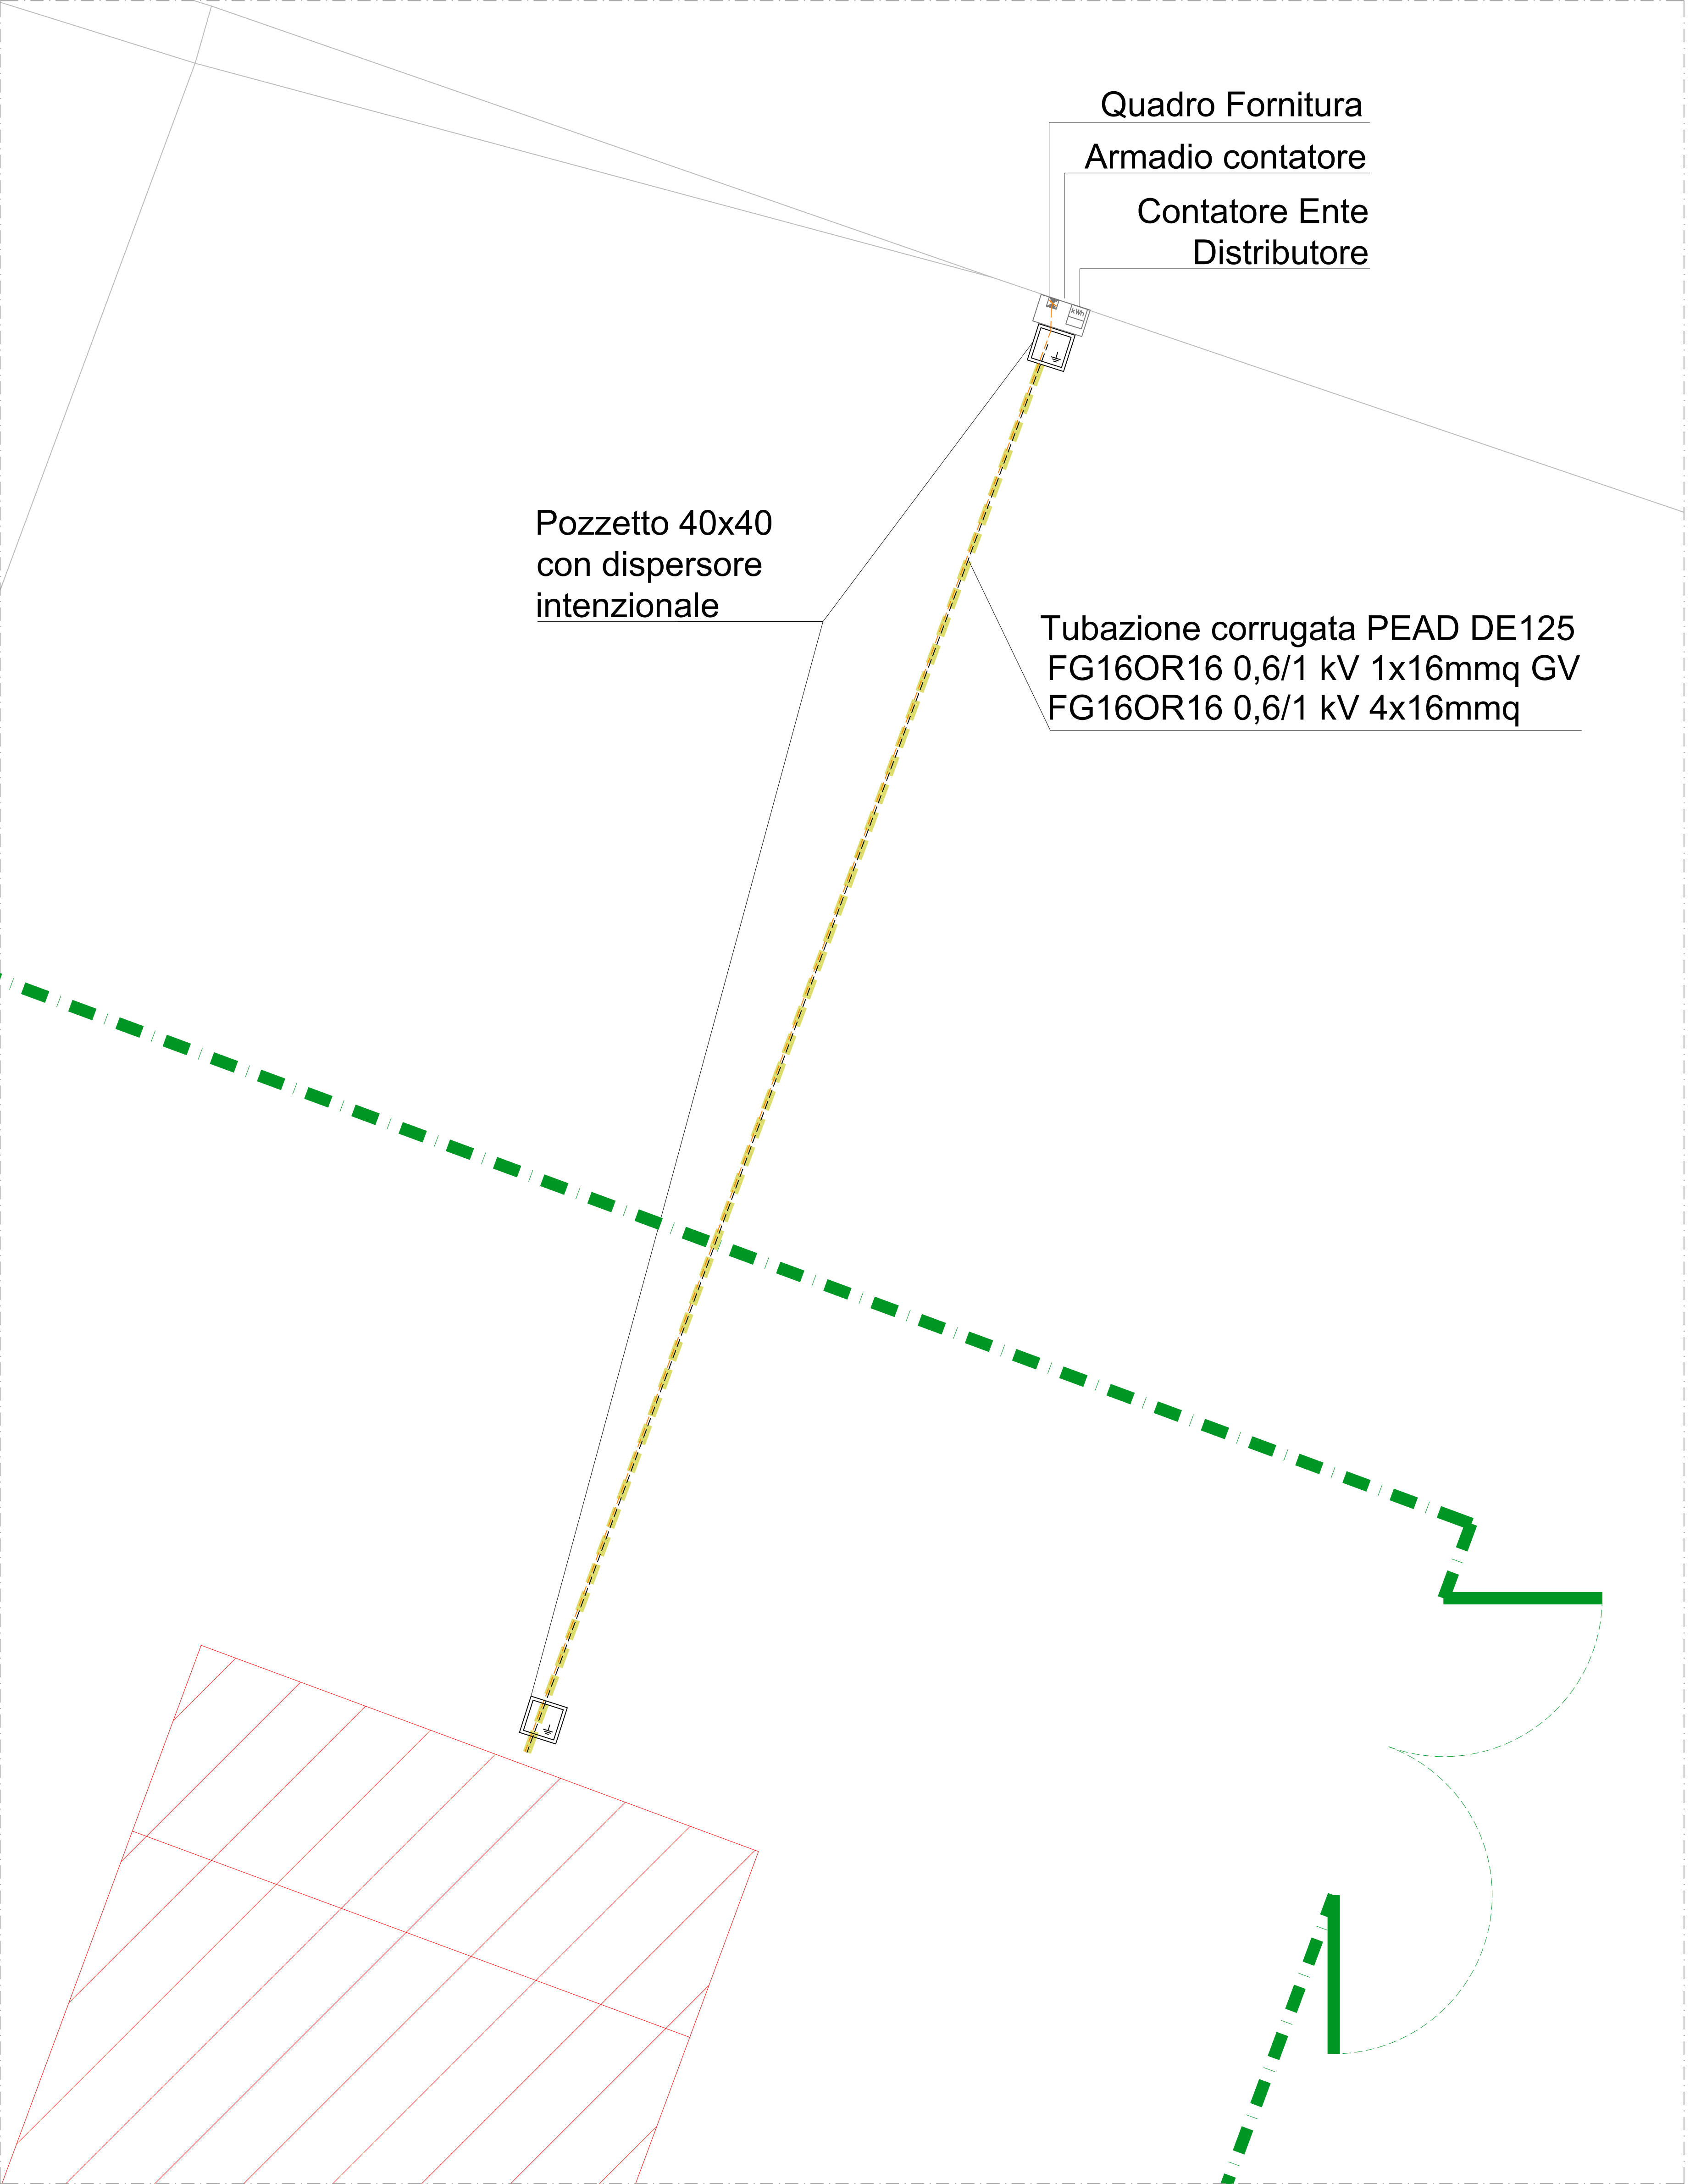 Quadro Fornitura
Armadio contatore
Contatore Ente
Distributore
kWh
Pozzetto 40x40
con dispersore
intenzionale
Tubazione corrugata PEAD DE125
FG16OR16 0,6/1 kV 1x16mmq GV
FG16OR16 0,6/1 kV 4x16mmq